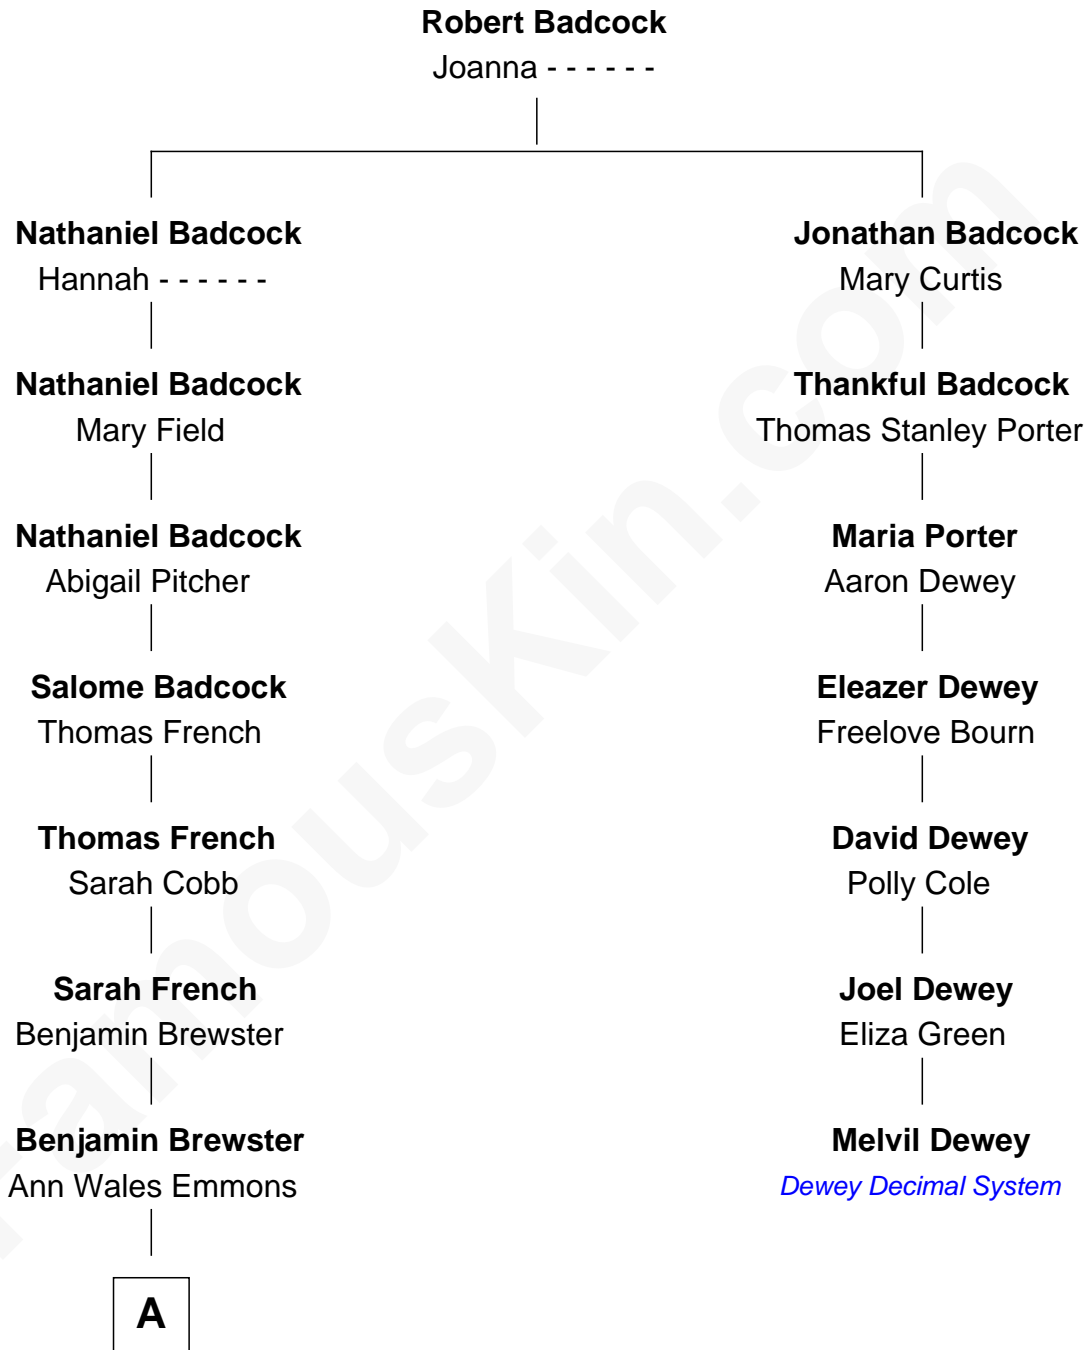 Robert Badcock
Joanna - - - - - -
Nathaniel Badcock
Hannah - - - - - -
Nathaniel Badcock
Mary Field
Nathaniel Badcock
Abigail Pitcher
Salome Badcock
Thomas French
Thomas French
Sarah Cobb
Sarah French
Benjamin Brewster
Benjamin Brewster
Ann Wales Emmons
A
Jonathan Badcock
Mary Curtis
Thankful Badcock
Thomas Stanley Porter
Maria Porter
Aaron Dewey
Eleazer Dewey
Freelove Bourn
David Dewey
Polly Cole
Joel Dewey
Eliza Green
Melvil Dewey
Dewey Decimal System
FamousKin.com